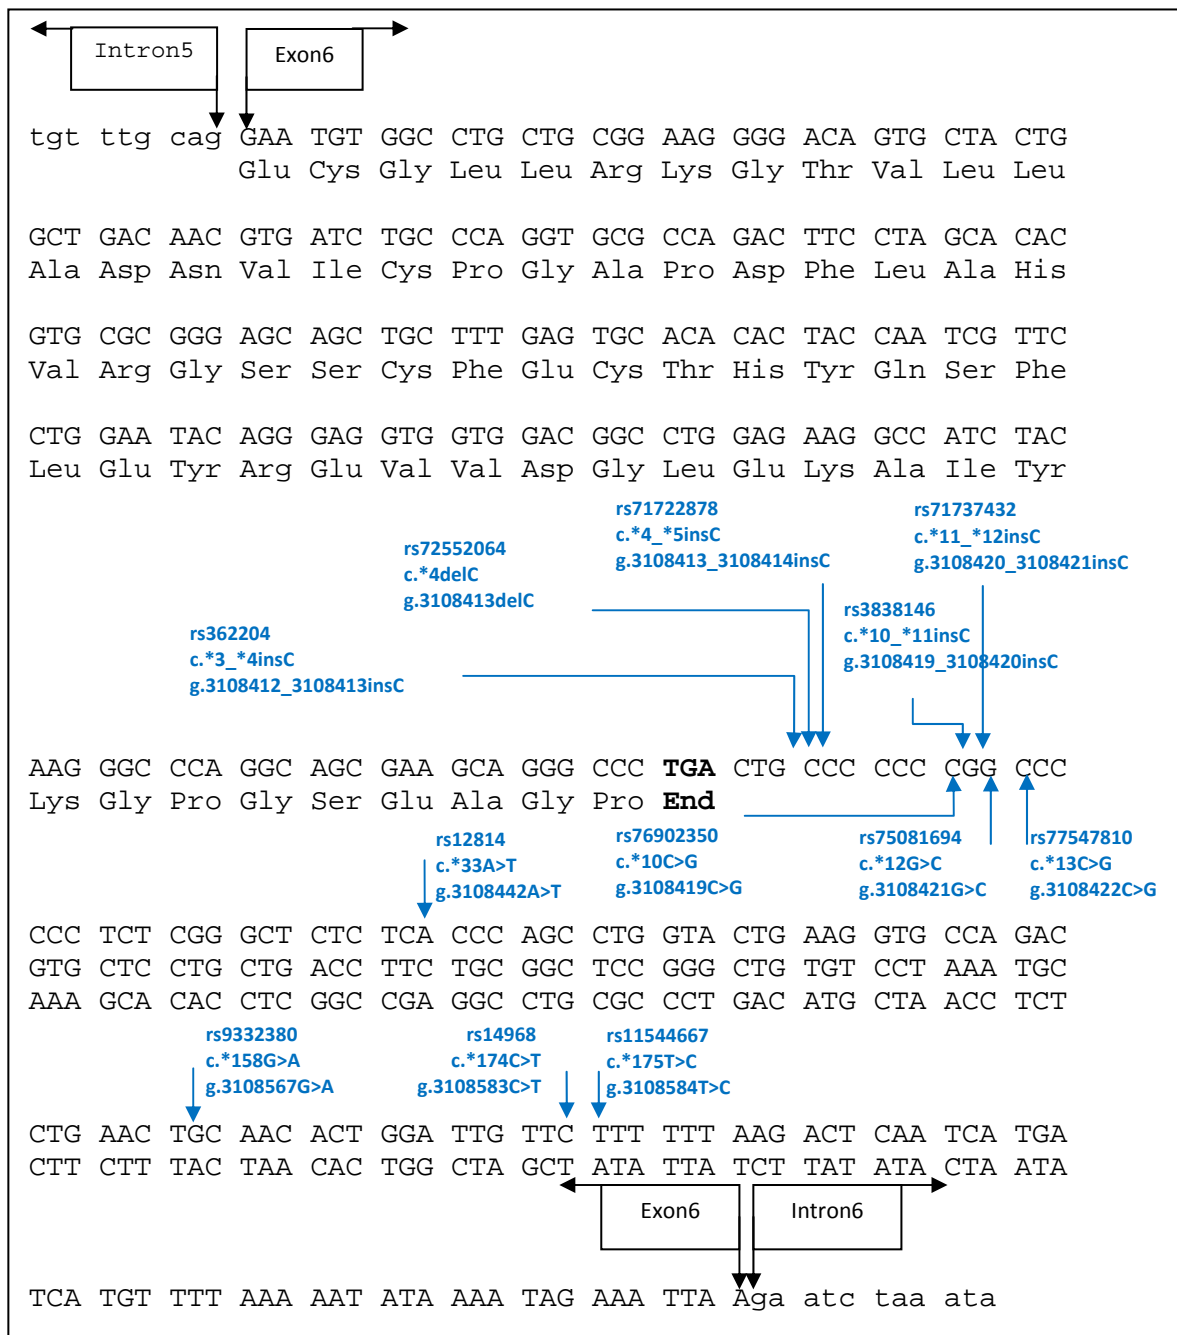 Intron5
Exon6
tgt ttg cag GAA TGT GGC CTG CTG CGG AAG GGG ACA GTG CTA CTG
Glu Cys Gly Leu Leu Arg Lys Gly Thr Val Leu Leu
GCT GAC AAC GTG ATC TGC CCA GGT GCG CCA GAC TTC CTA GCA CAC
Ala Asp Asn Val Ile Cys Pro Gly Ala Pro Asp Phe Leu Ala His
GTG CGC GGG AGC AGC TGC TTT GAG TGC ACA CAC TAC CAA TCG TTC
Val Arg Gly Ser Ser Cys Phe Glu Cys Thr His Tyr Gln Ser Phe
CTG GAA TAC AGG GAG GTG GTG GAC GGC CTG GAG AAG GCC ATC TAC
Leu Glu Tyr Arg Glu Val Val Asp Gly Leu Glu Lys Ala Ile Tyr
rs71722878
c.*4_*5insC
g.3108413_3108414insC
rs71737432
c.*11_*12insC
g.3108420_3108421insC
rs72552064
c.*4delC
g.3108413delC
rs3838146
c.*10_*11insC
g.3108419_3108420insC
rs362204
c.*3_*4insC
g.3108412_3108413insC
AAG GGC CCA GGC AGC GAA GCA GGG CCC TGA CTG CCC CCC CGG CCC
Lys Gly Pro Gly Ser Glu Ala Gly Pro End
rs12814
c.*33A>T
g.3108442A>T
rs76902350
c.*10C>G
g.3108419C>G
rs75081694
c.*12G>C
g.3108421G>C
rs77547810
c.*13C>G
g.3108422C>G
CCC TCT CGG GCT CTC TCA CCC AGC CTG GTA CTG AAG GTG CCA GAC
GTG CTC CTG CTG ACC TTC TGC GGC TCC GGG CTG TGT CCT AAA TGC
AAA GCA CAC CTC GGC CGA GGC CTG CGC CCT GAC ATG CTA ACC TCT
rs9332380
c.*158G>A
g.3108567G>A
rs14968
c.*174C>T
g.3108583C>T
rs11544667
c.*175T>C
g.3108584T>C
CTG AAC TGC AAC ACT GGA TTG TTC TTT TTT AAG ACT CAA TCA TGA
CTT CTT TAC TAA CAC TGG CTA GCT ATA TTA TCT TAT ATA CTA ATA
Exon6
Intron6
TCA TGT TTT AAA AAT ATA AAA TAG AAA TTA Aga atc taa ata